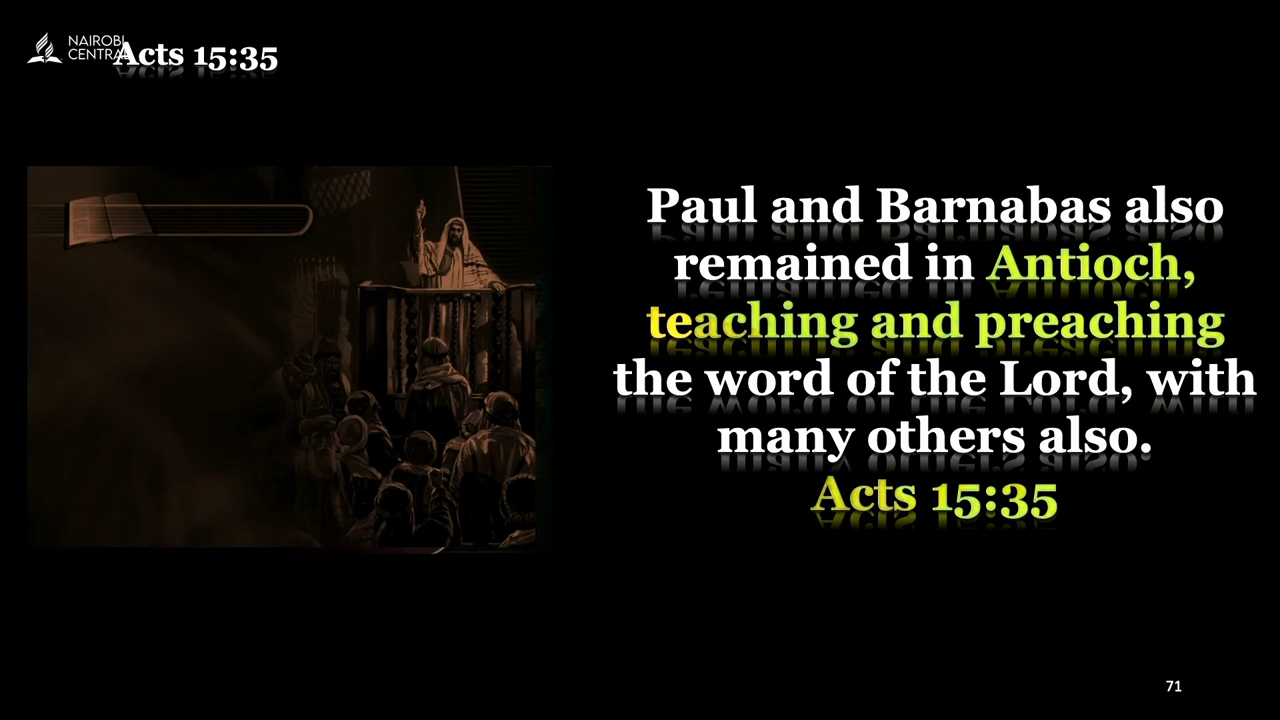 NAIROBI
CENTRAL
Acts 15:35
Paul and Barnabas also
remained in Antioch,
teaching and preaching
the word of the Lord, with
many others also.
Acts 15:35
71